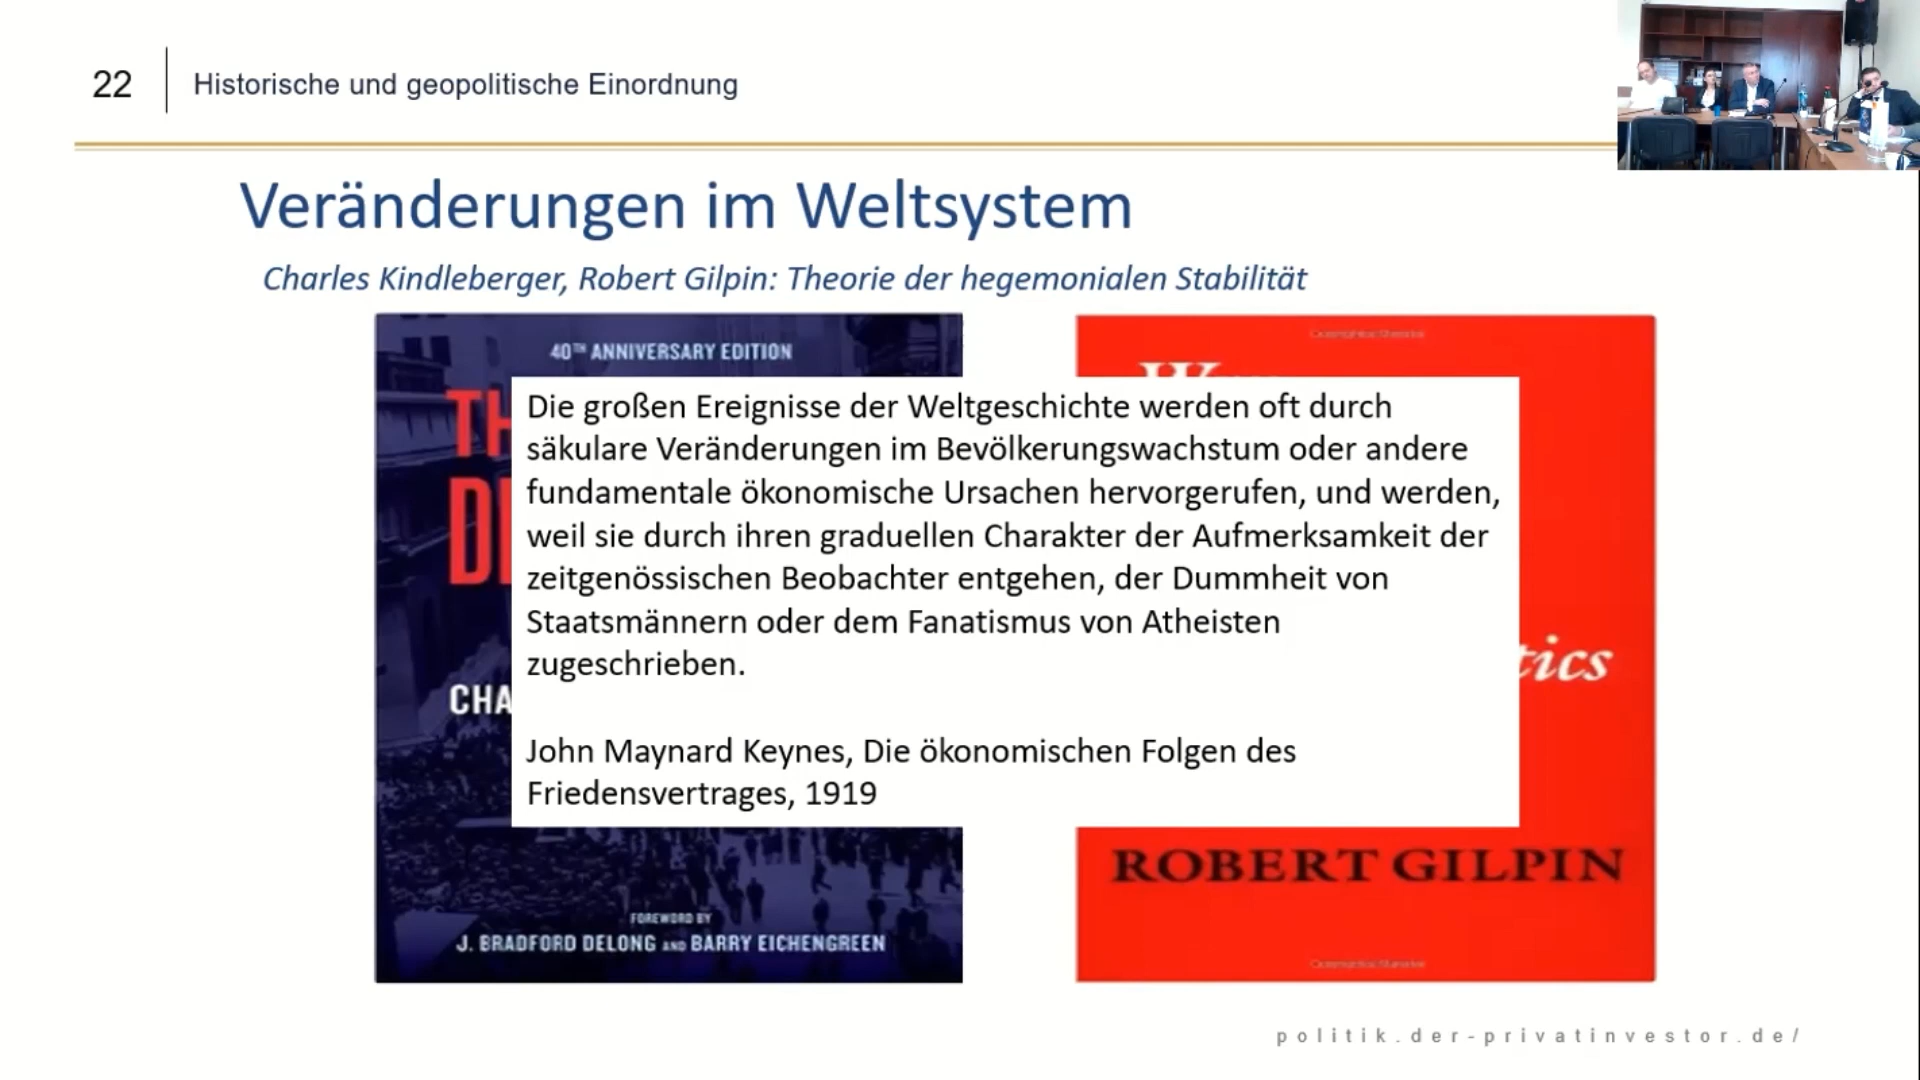 22
Historische und geopolitische Einordnung
Veränderungen im Weltsystem
Charles Kindleberger, Robert Gilpin: Theorie der hegemonialen Stabilität
40TH ANNIVERSARY EDITION
Die großen Ereignisse der Weltgeschichte werden oft durch
säkulare Veränderungen im Bevölkerungswachstum oder andere
fundamentale ökonomische Ursachen hervorgerufen, und werden,
weil sie durch ihren graduellen Charakter der Aufmerksamkeit der
zeitgenössischen Beobachter entgehen, der Dummheit von
Staatsmännern oder dem Fanatismus von Atheisten
zugeschrieben.
John Maynard Keynes, Die ökonomischen Folgen des
Friedensvertrages, 1919
TH
CHA
tics
FOREWORD BY
J. BRADFORD DELONG AND BARRY EICHENGREEN
ROBERT GILPIN
politik.der-privatinvestor.de/